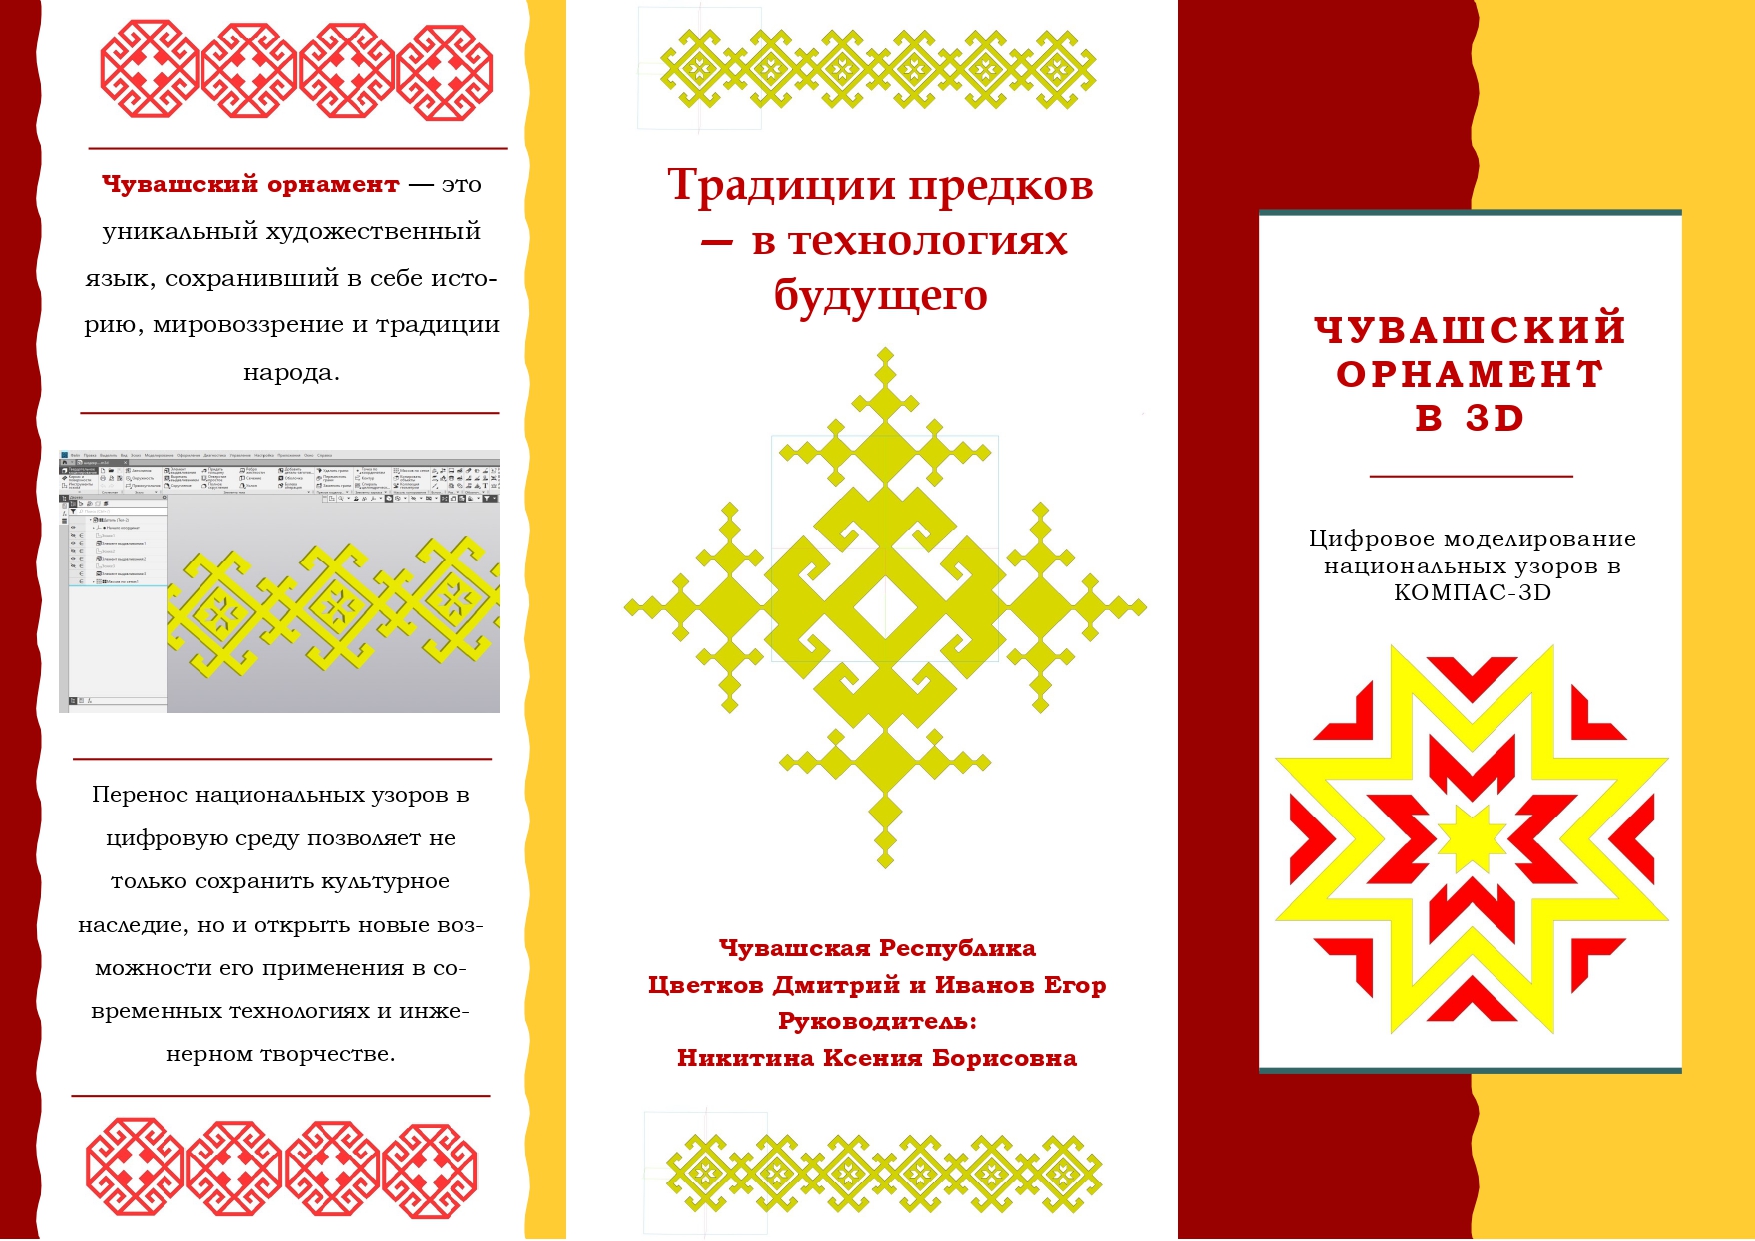 Чувашский орнамент — это
уникальный художественный
язык, сохранивший в себе исто-
рию, мировоззрение и традиции
народа.
Перенос национальных узоров в
цифровую среду позволяет не
только сохранить культурное
наследие, но и открыть новые воз-
можности его применения в со-
временных технологиях и инже-
нерном творчестве.
Традиции предков
— в технологиях
будущего
Чувашская Республика
Цветков Дмитрий и Иванов Егор
Руководитель:
Никитина Ксения Борисовна
ЧУВАШСКИЙ
ОРНАМЕНТ
В 3D
Цифровое моделирование
национальных узоров в
КОМПАС-3D